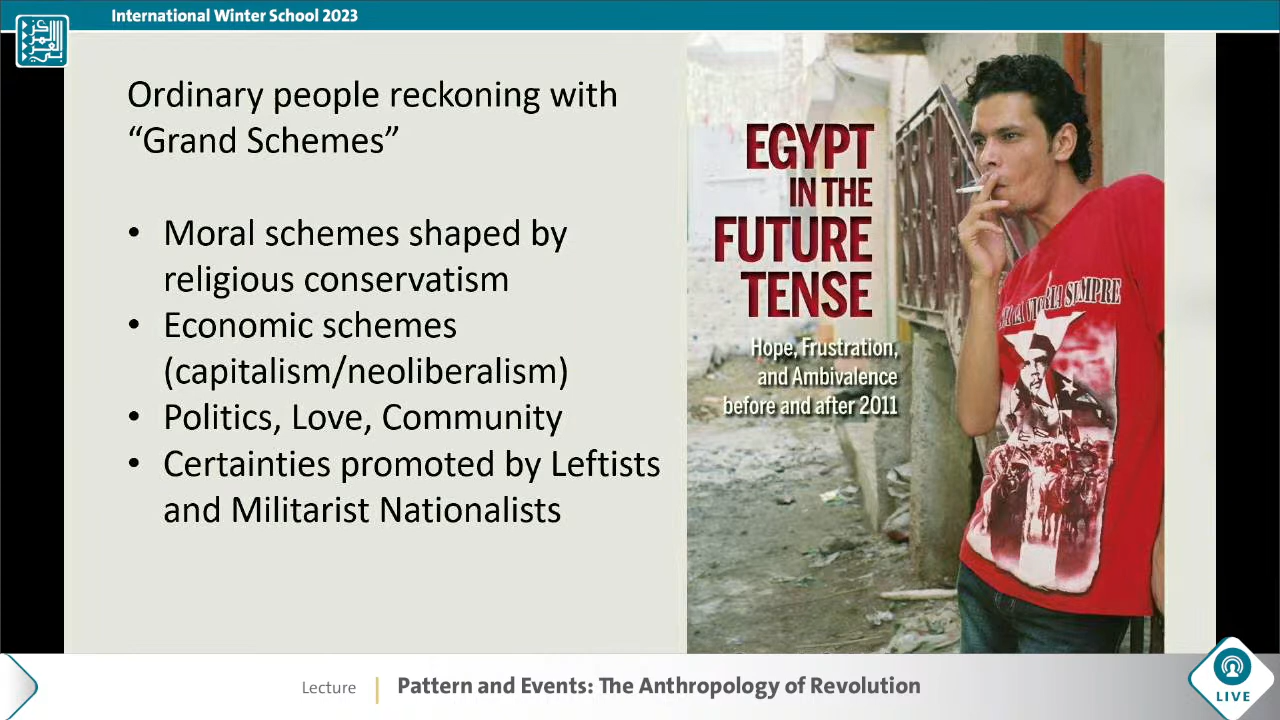 International Winter School 2023
Ordinary people reckoning with
“Grand Schemes”
• Moral schemes shaped by
religious conservatism
• Economic schemes
(capitalism/neoliberalism)
• Politics, Love, Community
• Certainties promoted by Leftists
and Militarist Nationalists
EGYPT
IN THE
FUTURE
TENSE
Hope, Frustration,
and Ambivalence
before and after 2011
LA
SIEMPRE
Lecture
Pattern and Events: The Anthropology of Revolution
LIVE